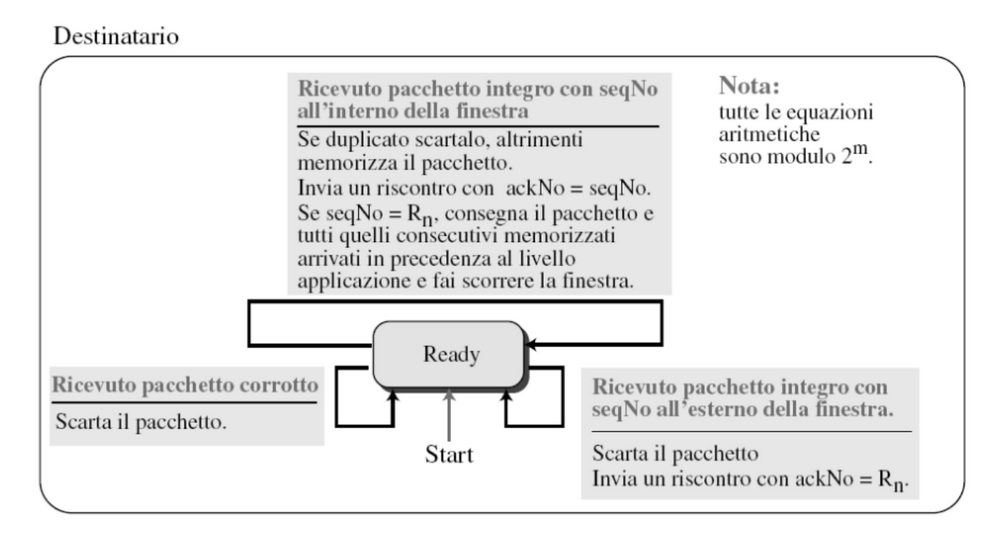 Destinatario
Ricevuto pacchetto integro con seqNo
all'interno della finestra
Se duplicato scartalo, altrimenti
memorizza il pacchetto.
Invia un riscontro con ackNo = seqNo.
Se seqNo = Rn, consegna il pacchetto e
tutti quelli consecutivi memorizzati
arrivati in precedenza al livello
applicazione e fai scorrere la finestra.
Nota:
tutte le equazioni
aritmetiche
sono modulo 2^m.
Ready
Ricevuto pacchetto corrotto
Scarta il pacchetto.
Start
Ricevuto pacchetto integro con
seqNo all'esterno della finestra.
Scarta il pacchetto
Invia un riscontro con ackNo = Rn.